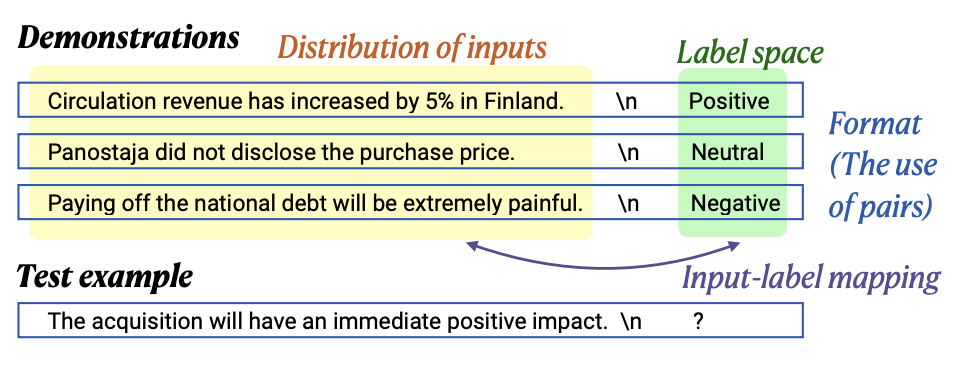 Demonstrations
Distribution of inputs
Label space
Circulation revenue has increased by 5% in Finland. \n Positive
Panostaja did not disclose the purchase price. \n Neutral
Paying off the national debt will be extremely painful. \n Negative
Format
(The use
of pairs)
Test example
Input-label mapping
The acquisition will have an immediate positive impact. \n ?